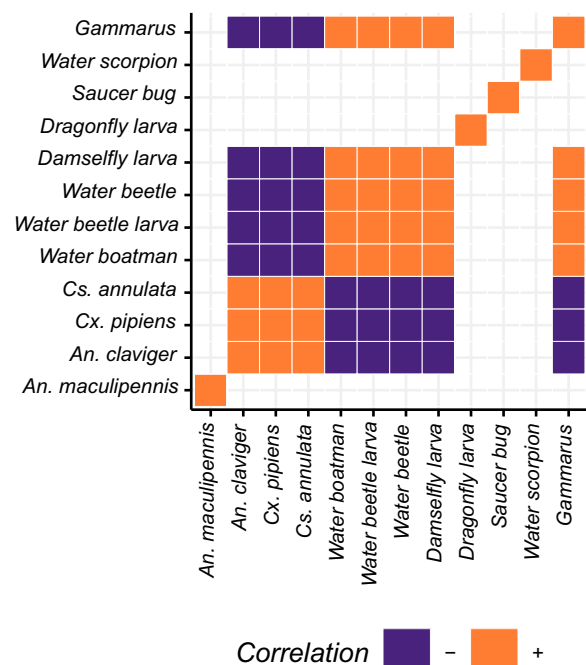 Gammarus
Water scorpion
Saucer bug
Dragonfly larva
Damselfly larva
Water beetle
Water beetle larva
Water boatman
Cs. annulata
Cx. pipiens
An. claviger
An. maculipennis
An. maculipennis
An. claviger
Cx. pipiens
Cs. annulata
Water boatman
Water beetle larva
Water beetle
Damselfly larva
Dragonfly larva
Saucer bug
Water scorpion
Gammarus
Correlation − +